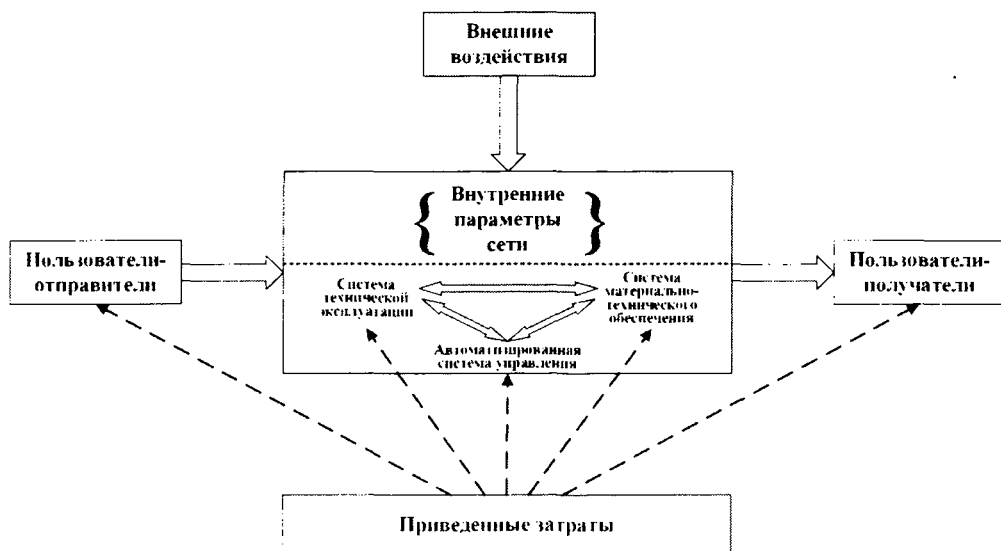 Внешние
воздействия
Внутренние
параметры
сети
Пользователи-
отправители
Пользователи-
получатели
Система
технической
эксплуатации
Система
материально-
технического
обеспечения
Автоматизированная
система управления
Приведенные затраты